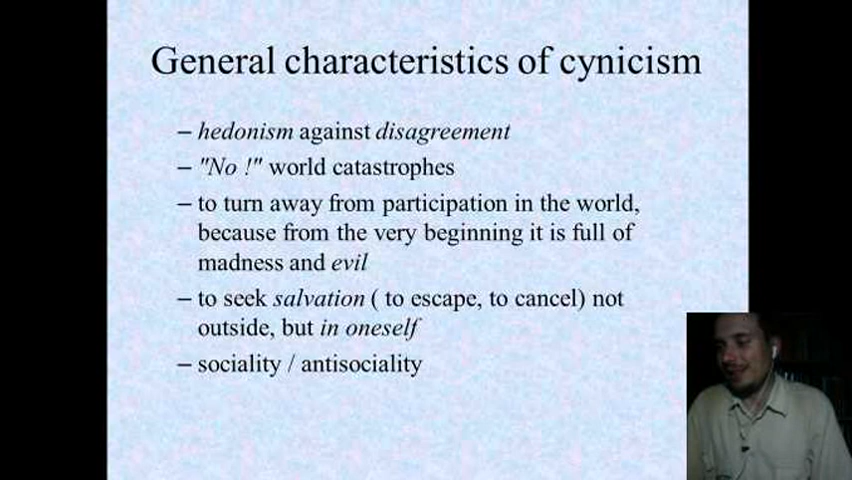 General characteristics of cynicism
– hedonism against disagreement
– "No !" world catastrophes
– to turn away from participation in the world,
because from the very beginning it is full of
madness and evil
– to seek salvation ( to escape, to cancel) not
outside, but in oneself
– sociality / antisociality